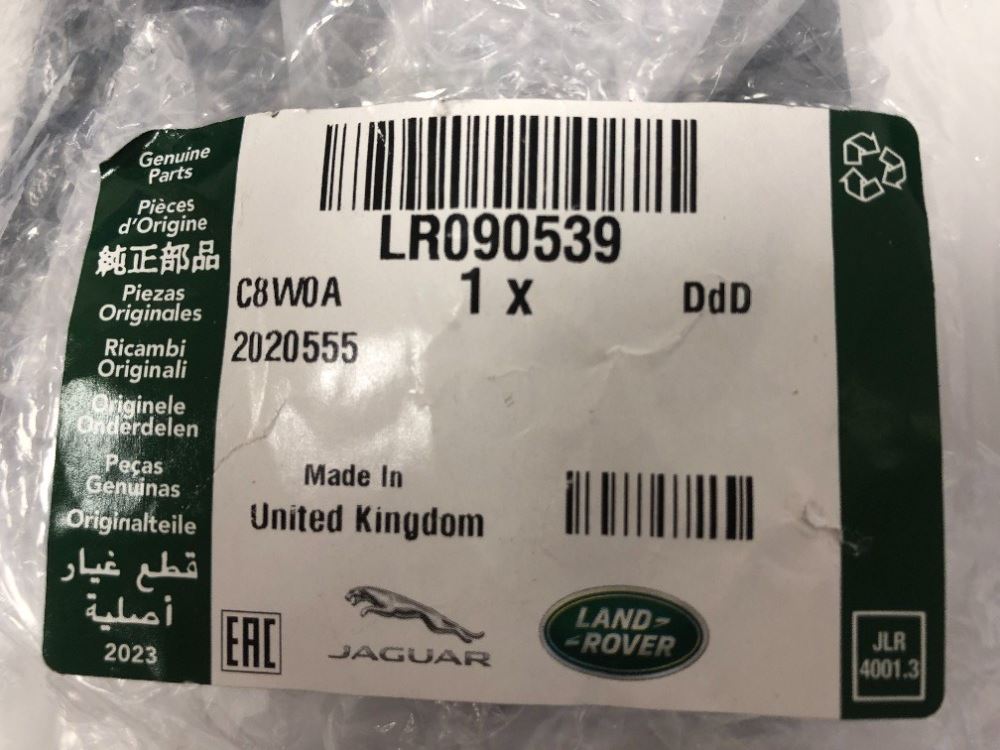 Genuine
Parts
Pièces
d'Origine
純正部品
Piezas
Originales
Ricambi
Originali
Originele
Onderdelen
Peças
Genuinas
Originalteile
قطع غيار
أصلية
2023
LR090539
C8W0A 1 x DdD
2020555
Made In
United Kingdom
EAC
JAGUAR
LAND-
-ROVER
JLR
4001.3